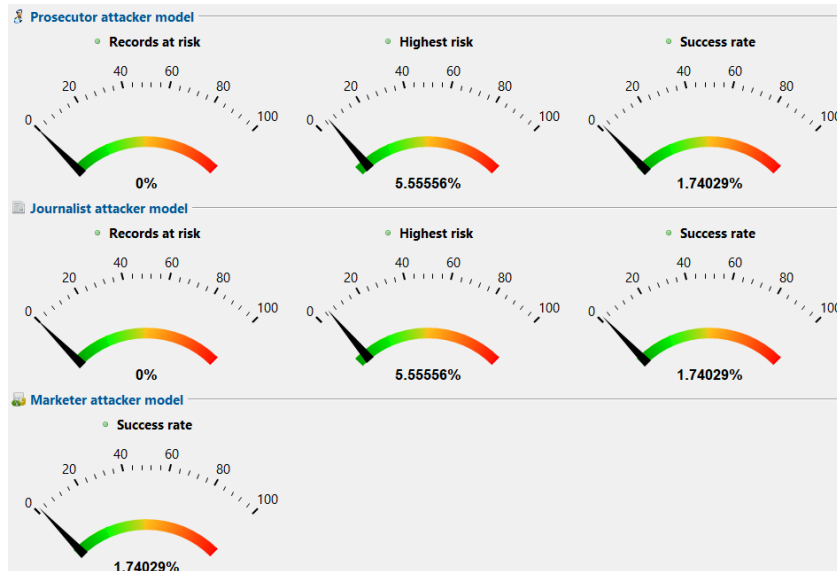 Prosecutor attacker model
Records at risk
Highest risk
Success rate
0 20 40 60 80 100
0 20 40 60 80 100
0 20 40 60 80 100
0%
5.55556%
1.74029%
Journalist attacker model
Records at risk
Highest risk
Success rate
0 20 40 60 80 100
0 20 40 60 80 100
0 20 40 60 80 100
0%
5.55556%
1.74029%
Marketer attacker model
Success rate
0 20 40 60 80 100
1.74029%